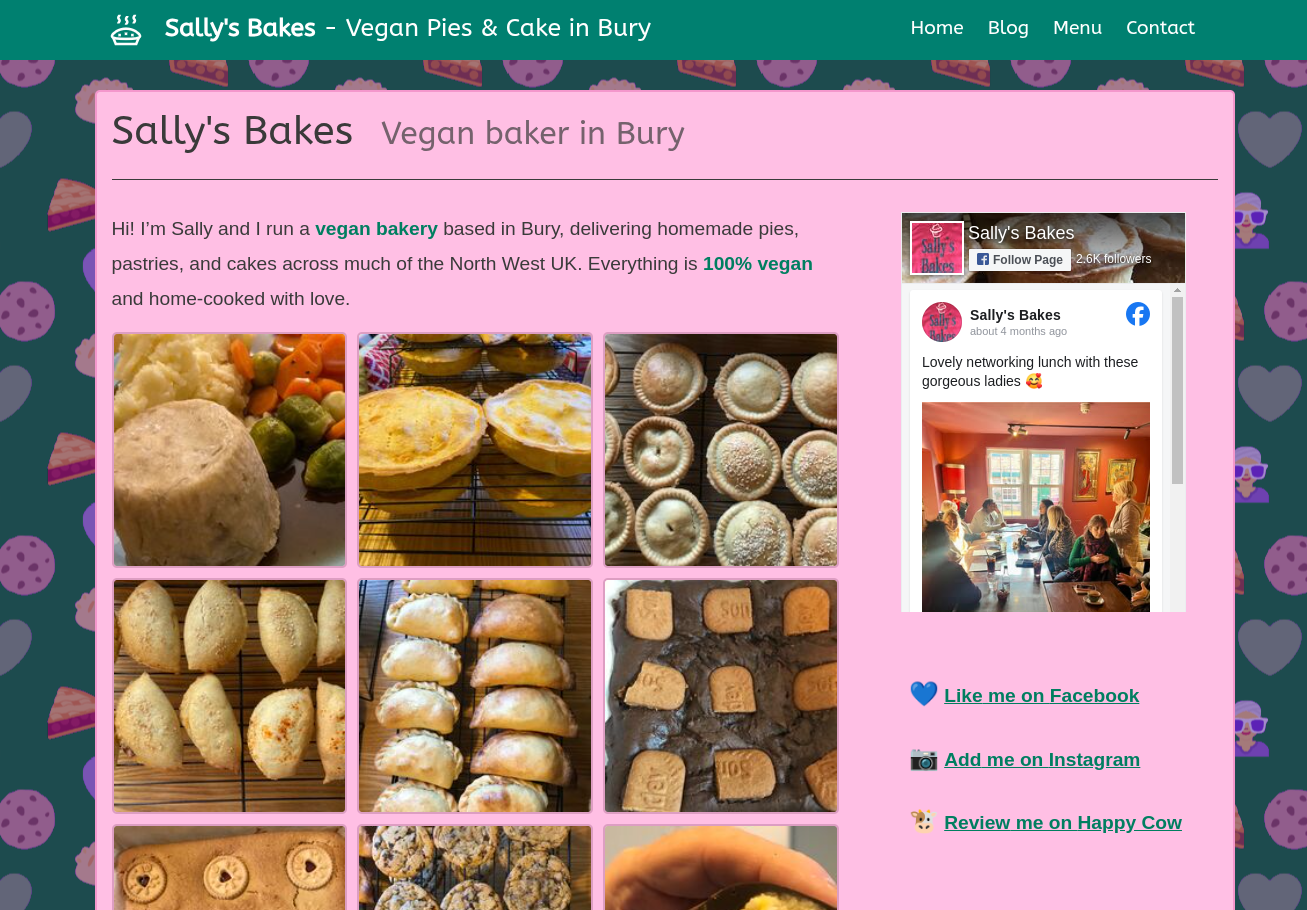 Sally's Bakes - Vegan Pies & Cake in Bury
Home Blog Menu Contact
Sally's Bakes Vegan baker in Bury
Hi! I’m Sally and I run a vegan bakery based in Bury, delivering homemade pies,
pastries, and cakes across much of the North West UK. Everything is 100% vegan
and home-cooked with love.
Sally's Bakes
Sally's Bakes
Follow Page
2.6K followers
Sally's Bakes
Sally's Bakes
about 4 months ago
Lovely networking lunch with these
gorgeous ladies 🥰
💙 Like me on Facebook
📷 Add me on Instagram
🐮 Review me on Happy Cow